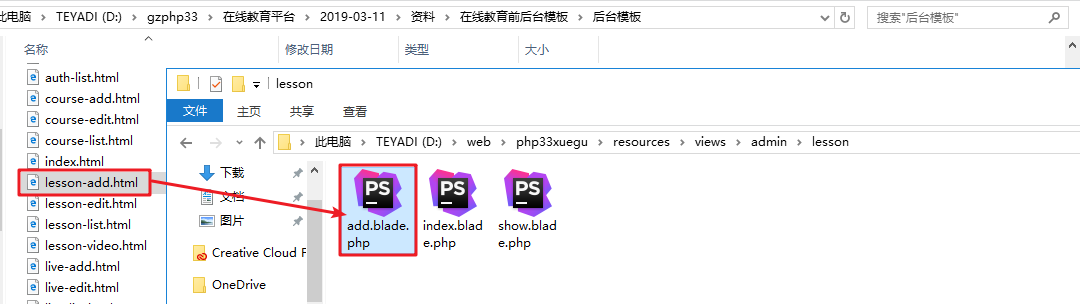 此电脑 › TEYADI (D:) › gzphp33 › 在线教育平台 › 2019-03-11 › 资料 › 在线教育前后台模板 › 后台模板
搜索"后台模板"
名称 修改日期 类型 大小
auth-list.html
course-add.html
course-edit.html
course-list.html
index.html
lesson-add.html
lesson-edit.html
lesson-list.html
lesson-video.html
live-add.html
live-edit.html
lesson
文件 主页 共享 查看
此电脑 › TEYADI (D:) › web › php33xuegu › resources › views › admin › lesson
下载
文档
图片
Creative Cloud F
OneDrive
PS
add.blade.
php
PS
index.blad
e.php
PS
show.blad
e.php